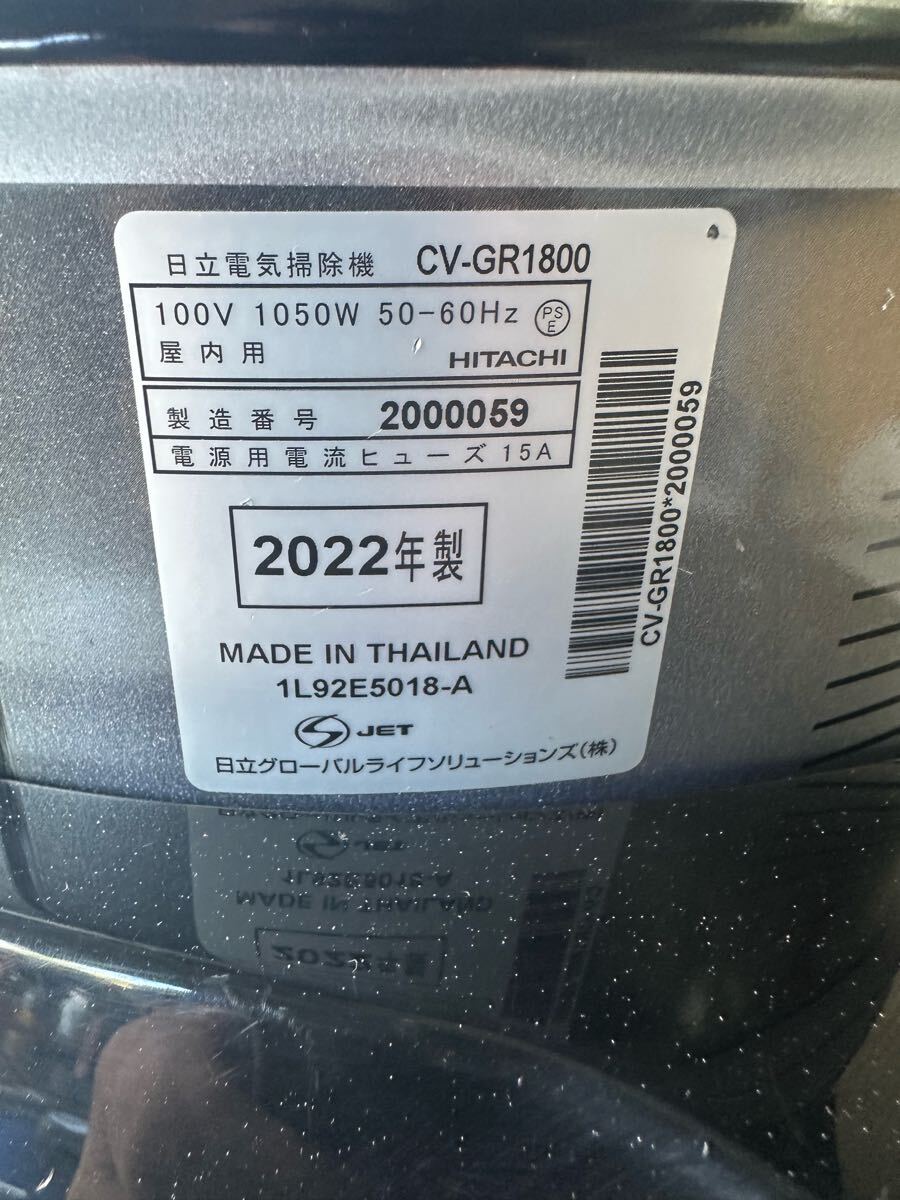 日立電気掃除機 CV-GR1800
100V 1050W 50-60Hz PS E
屋内用 HITACHI
製造番号 2000059
電源用電流ヒューズ 15A
2022年製
MADE IN THAILAND
1L92E5018-A
JET
日立グローバルライフソリューションズ(株)
CV-GR1800*2000059